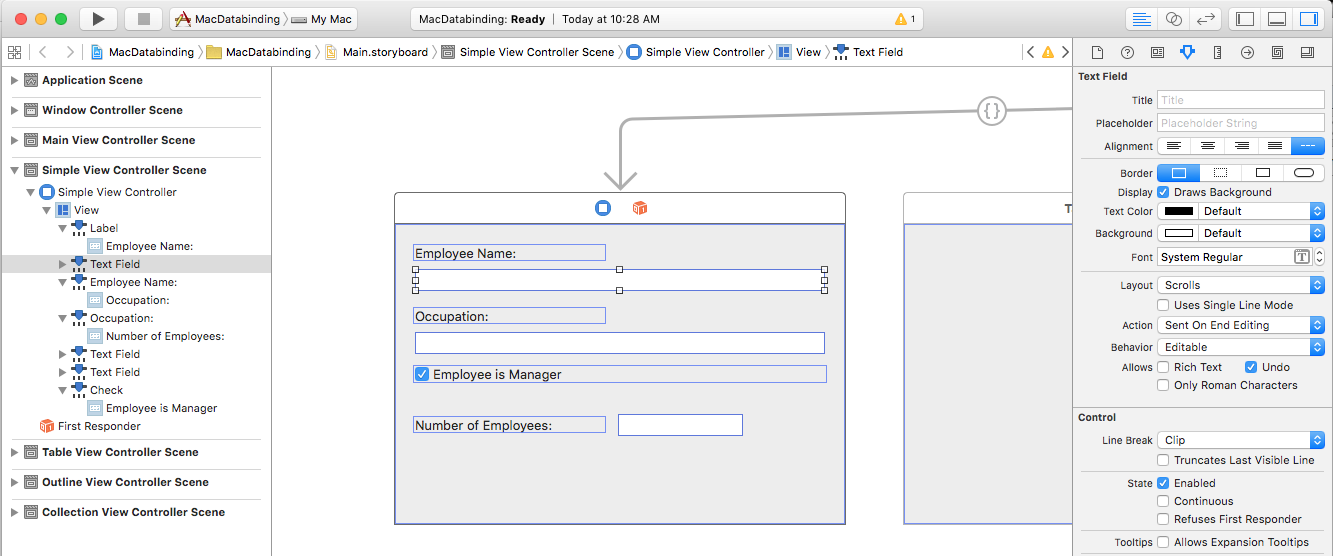 MacDatabinding My Mac MacDatabinding: Ready Today at 10:28 AM 1
MacDatabinding MacDatabinding Main.storyboard Simple View Controller Scene Simple View Controller View Text Field
Application Scene
Window Controller Scene
Main View Controller Scene
Simple View Controller Scene
Simple View Controller
View
Label
Employee Name:
Text Field
Employee Name:
Occupation:
Occupation:
Number of Employees:
Text Field
Text Field
Check
Employee is Manager
First Responder
Table View Controller Scene
Outline View Controller Scene
Collection View Controller Scene
{}
T
Employee Name:
Occupation:
Employee is Manager
Number of Employees:
Text Field
Title Title
Placeholder Placeholder String
Alignment
Border
Display Draws Background
Text Color Default
Background Default
Font System Regular T
Layout Scrolls
Uses Single Line Mode
Action Sent On End Editing
Behavior Editable
Allows Rich Text Undo
Only Roman Characters
Control
Line Break Clip
Truncates Last Visible Line
State Enabled
Continuous
Refuses First Responder
Tooltips Allows Expansion Tooltips